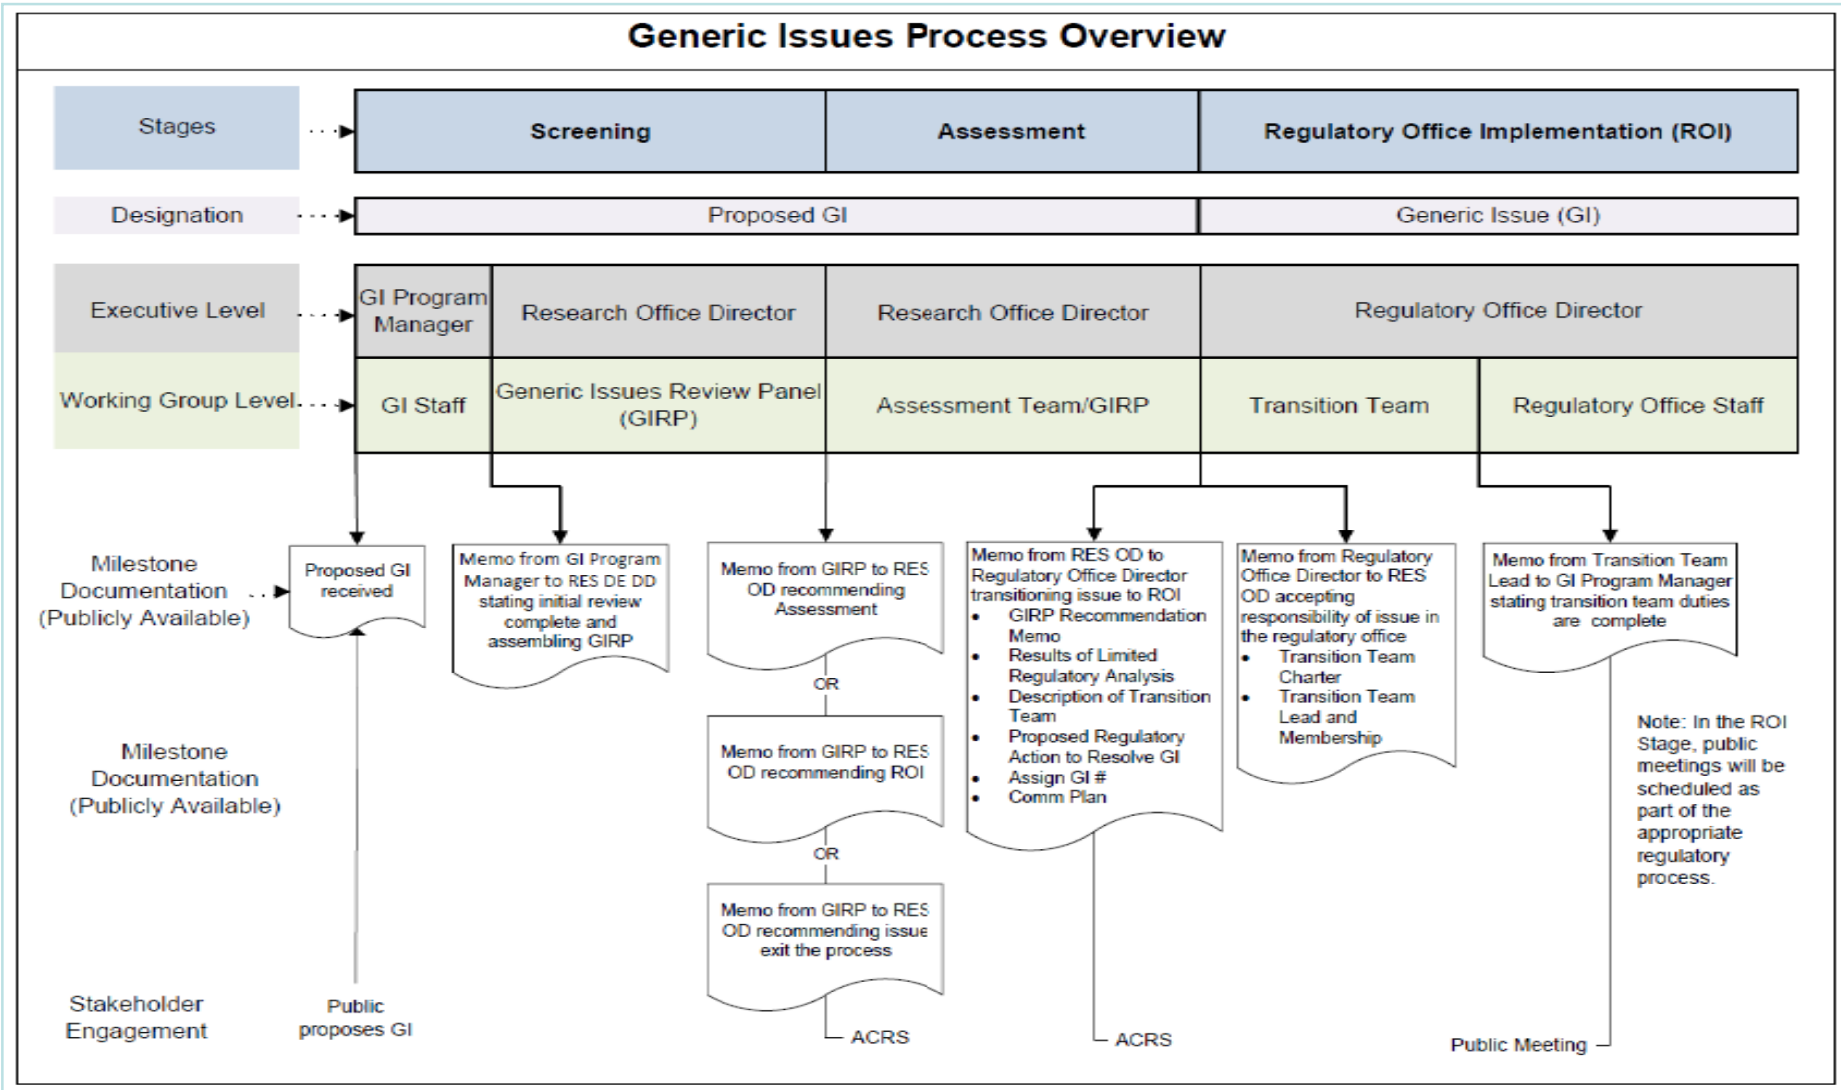 Generic Issues Process Overview
Stages
Screening
Assessment
Regulatory Office Implementation (ROI)
Designation
Proposed GI
Generic Issue (GI)
Executive Level
GI Program
Manager
Research Office Director
Research Office Director
Regulatory Office Director
Working Group Level
GI Staff
Generic Issues Review Panel
(GIRP)
Assessment Team/GIRP
Transition Team
Regulatory Office Staff
Milestone
Documentation
(Publicly Available)
Proposed GI
received
Memo from GI Program
Manager to RES DE DD
stating initial review
complete and
assembling GIRP
Memo from GIRP to RES
OD recommending
Assessment
OR
Memo from GIRP to RES
OD recommending ROI
OR
Memo from GIRP to RES
OD recommending issue
exit the process
Memo from RES OD to
Regulatory Office Director
transitioning issue to ROI
• GIRP Recommendation
Memo
• Results of Limited
Regulatory Analysis
• Description of Transition
Team
• Proposed Regulatory
Action to Resolve GI
• Assign GI #
• Comm Plan
Memo from Regulatory
Office Director to RES
OD accepting
responsibility of issue in
the regulatory office
• Transition Team
Charter
• Transition Team
Lead and
Membership
Memo from Transition Team
Lead to GI Program Manager
stating transition team duties
are complete
Note: In the ROI
Stage, public
meetings will be
scheduled as
part of the
appropriate
regulatory
process.
Milestone
Documentation
(Publicly Available)
Stakeholder
Engagement
Public
proposes GI
ACRS
ACRS
Public Meeting